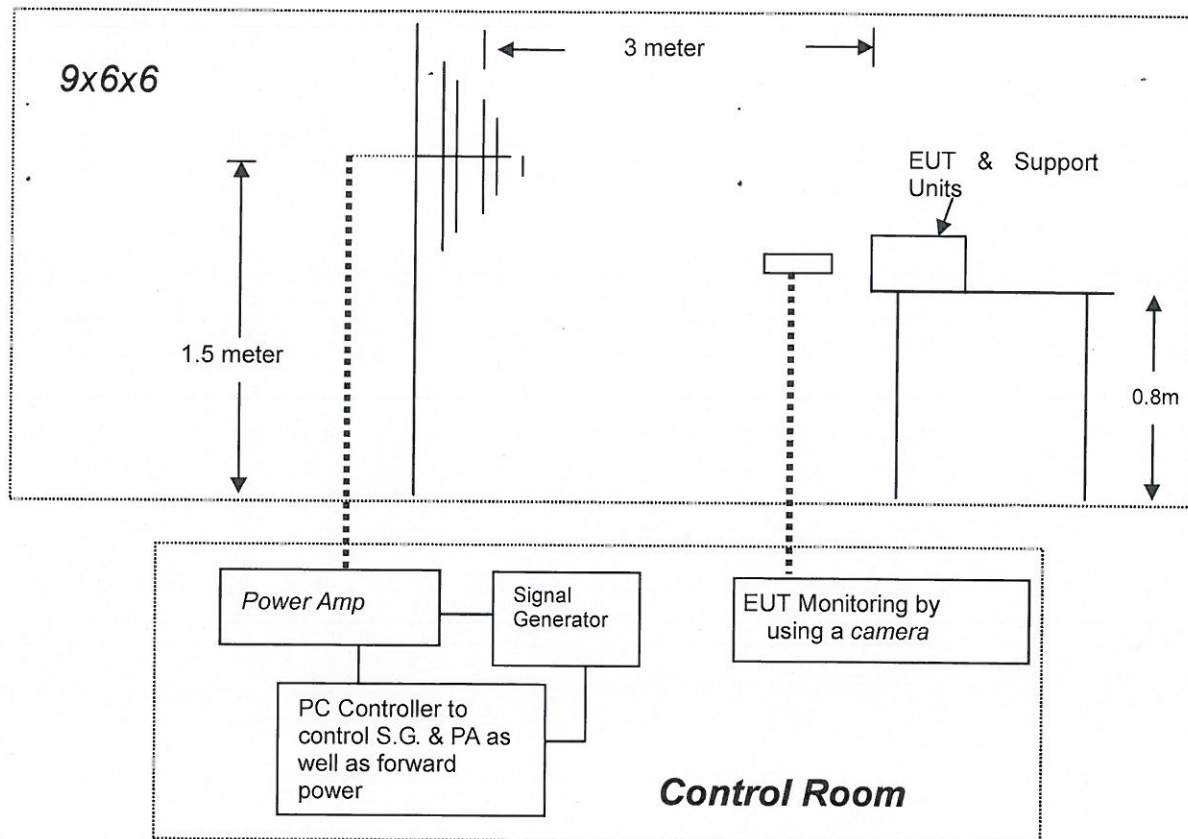 3 meter
9x6x6
EUT & Support
Units
1.5 meter
0.8m
Power Amp
Signal
Generator
EUT Monitoring by
using a camera
PC Controller to
control S.G. & PA as
well as forward
power
Control Room